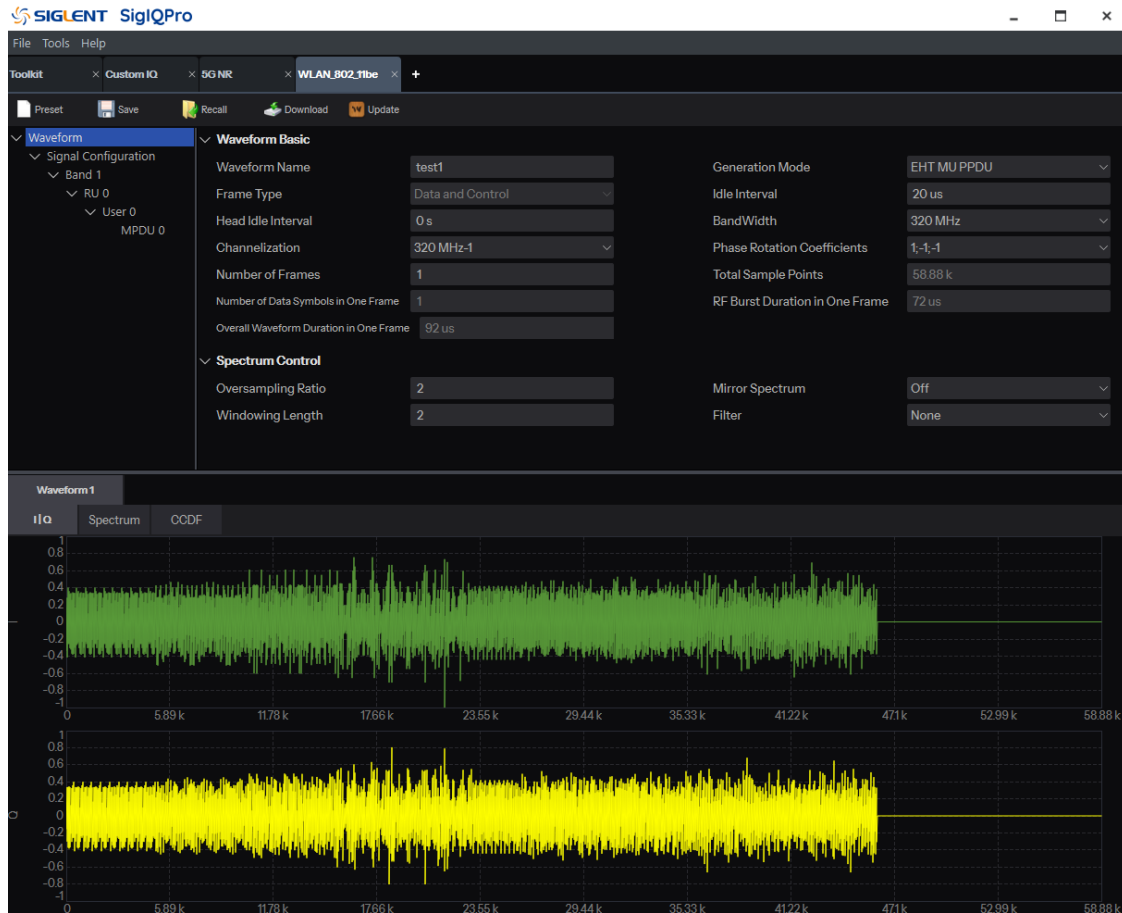 SIGLENT SigIQPro
File Tools Help
Toolkit × Custom IQ × 5G NR × WLAN_802_11be × +
Preset Save Recall Download Update
Waveform
Signal Configuration
Band 1
RU 0
User 0
MPDU 0
Waveform Basic
Waveform Name test1 Generation Mode EHT MU PPDU
Frame Type Data and Control Idle Interval 20 us
Head Idle Interval 0 s BandWidth 320 MHz
Channelization 320 MHz-1 Phase Rotation Coefficients 1;-1;-1
Number of Frames 1 Total Sample Points 58.88 k
Number of Data Symbols in One Frame 1 RF Burst Duration in One Frame 72 us
Overall Waveform Duration in One Frame 92 us
Spectrum Control
Oversampling Ratio 2 Mirror Spectrum Off
Windowing Length 2 Filter None
Waveform 1
I|Q Spectrum CCDF
1
0.8
0.6
0.4
0.2
I 0
-0.2
-0.4
-0.6
-0.8
-1
0 5.89 k 11.78 k 17.66 k 23.55 k 29.44 k 35.33 k 41.22 k 47.1 k 52.99 k 58.88 k
1
0.8
0.6
0.4
0.2
Q 0
-0.2
-0.4
-0.6
-0.8
-1
0 5.89 k 11.78 k 17.66 k 23.55 k 29.44 k 35.33 k 41.22 k 47.1 k 52.99 k 58.88 k